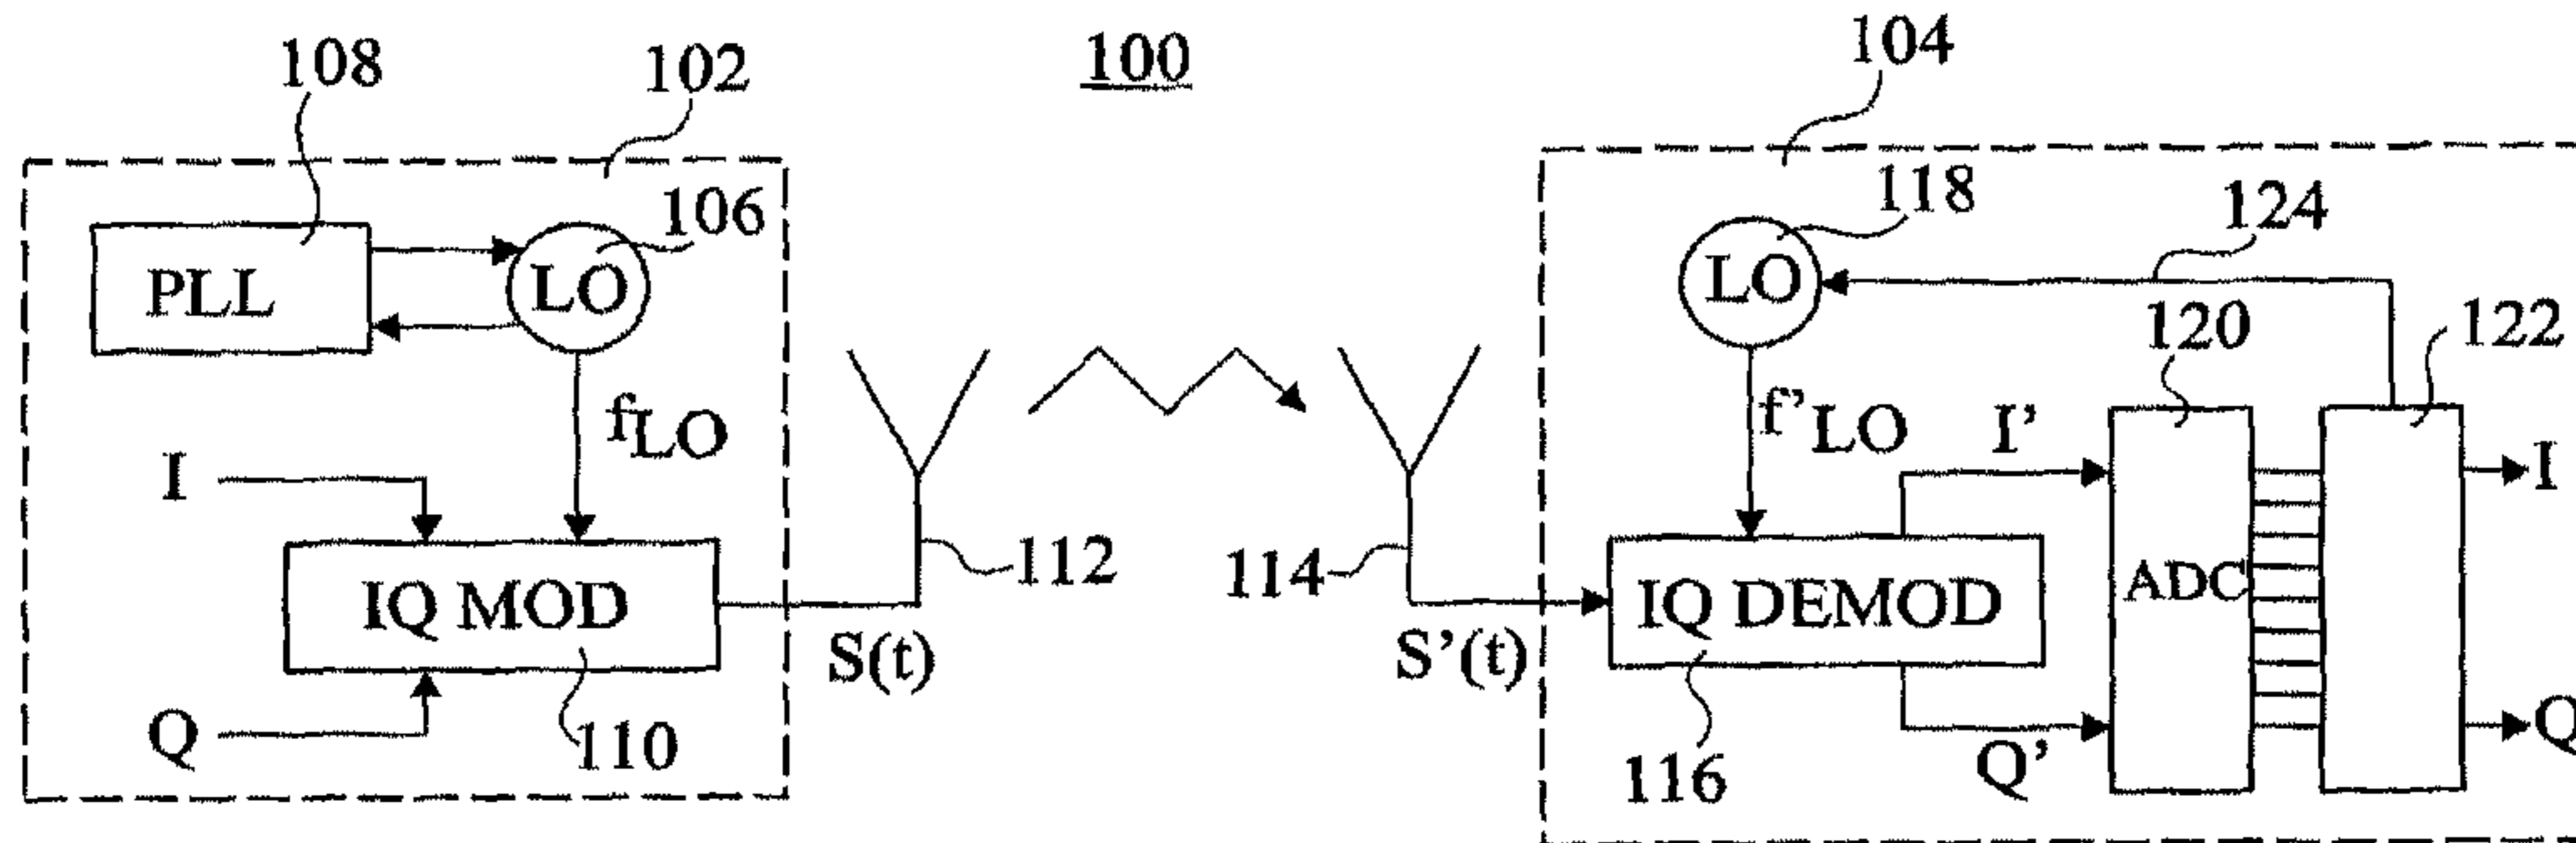 100
108
102
104
106
118
124
PLL
LO
LO
120
122
fLO
f'LO
I'
I
I
IQ MOD
112
114
IQ DEMOD
ADC
S(t)
S'(t)
Q
110
116
Q'
Q